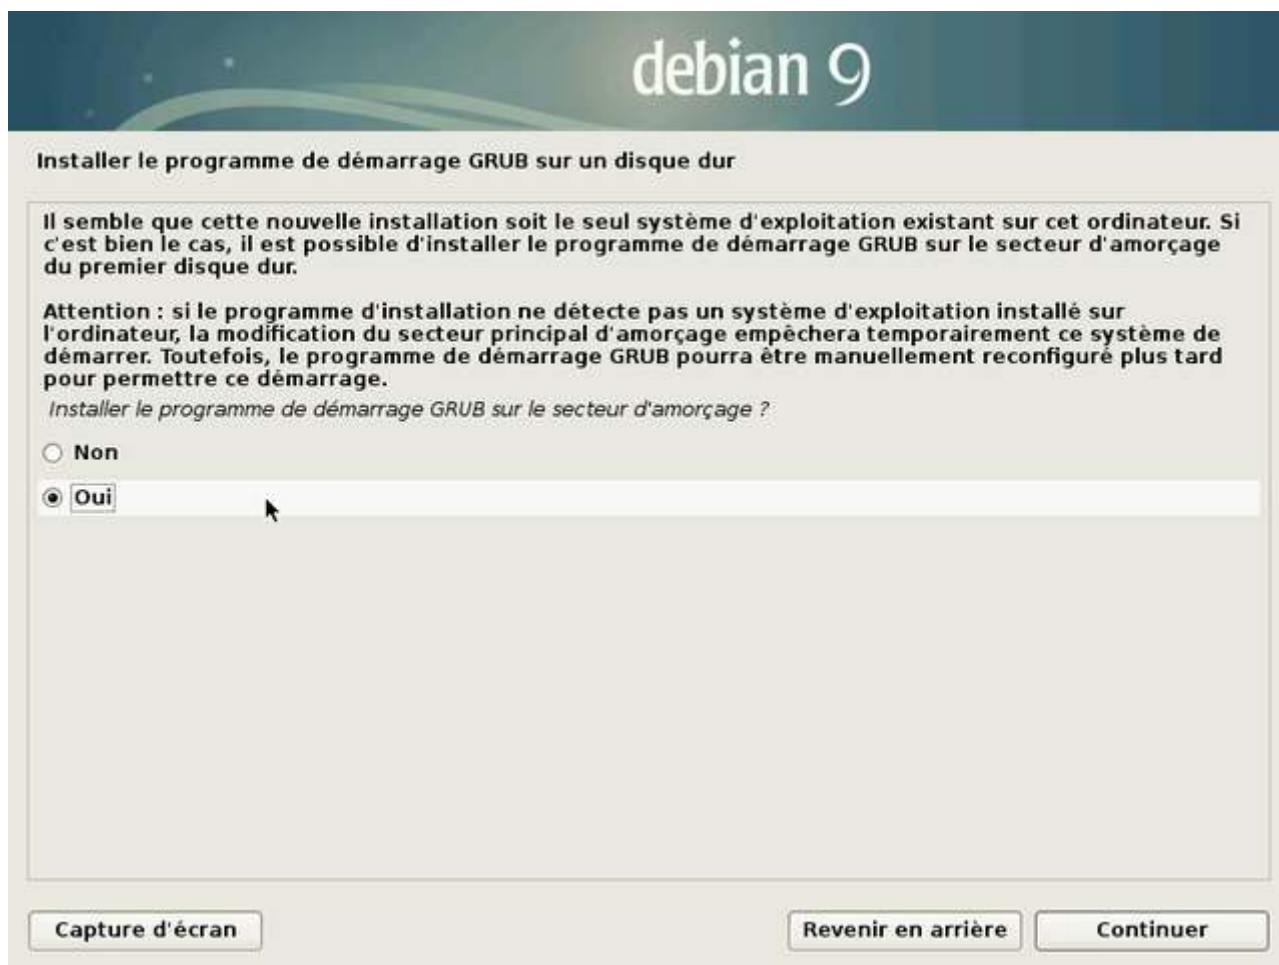 debian 9
Installer le programme de démarrage GRUB sur un disque dur
Il semble que cette nouvelle installation soit le seul système d'exploitation existant sur cet ordinateur. Si
c'est bien le cas, il est possible d'installer le programme de démarrage GRUB sur le secteur d'amorçage
du premier disque dur.
Attention : si le programme d'installation ne détecte pas un système d'exploitation installé sur
l'ordinateur, la modification du secteur principal d'amorçage empêchera temporairement ce système de
démarrer. Toutefois, le programme de démarrage GRUB pourra être manuellement reconfiguré plus tard
pour permettre ce démarrage.
Installer le programme de démarrage GRUB sur le secteur d'amorçage ?
Non
Oui
Capture d'écran
Revenir en arrière
Continuer